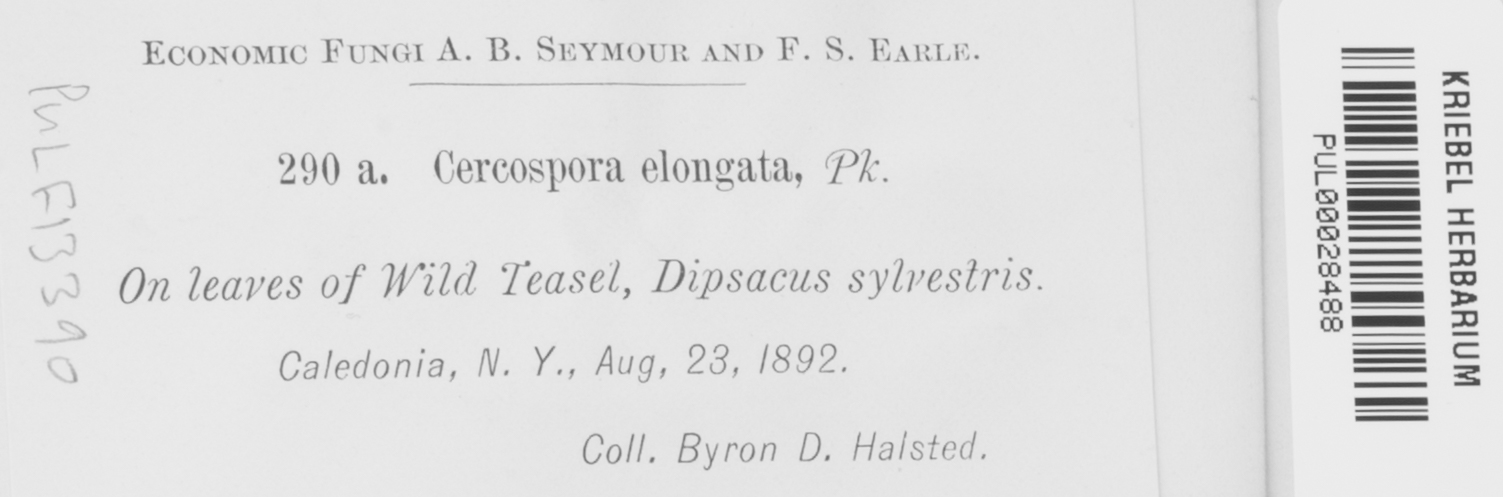 ECONOMIC FUNGI A. B. SEYMOUR AND F. S. EARLE.
290 a. Cercospora elongata, Pk.
On leaves of Wild Teasel, Dipsacus sylvestris.
Caledonia, N. Y., Aug, 23, 1892.
Coll. Byron D. Halsted.
PUL F13390
KRIEBEL HERBARIUM
PUL00028488